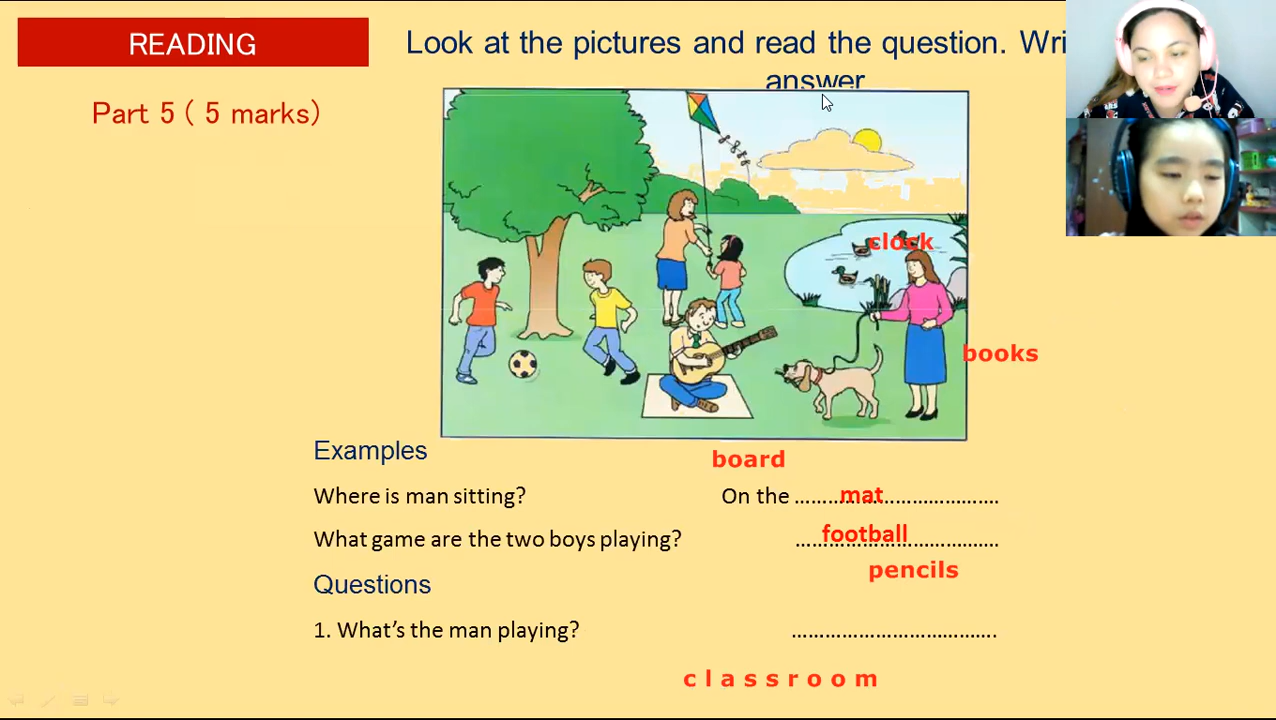 READING
Look at the pictures and read the question. Wri
answer
Part 5 ( 5 marks)
clock
books
Examples
board
Where is man sitting? On the ......mat......
What game are the two boys playing? ......football......
pencils
Questions
1. What's the man playing? ....................................
classroom